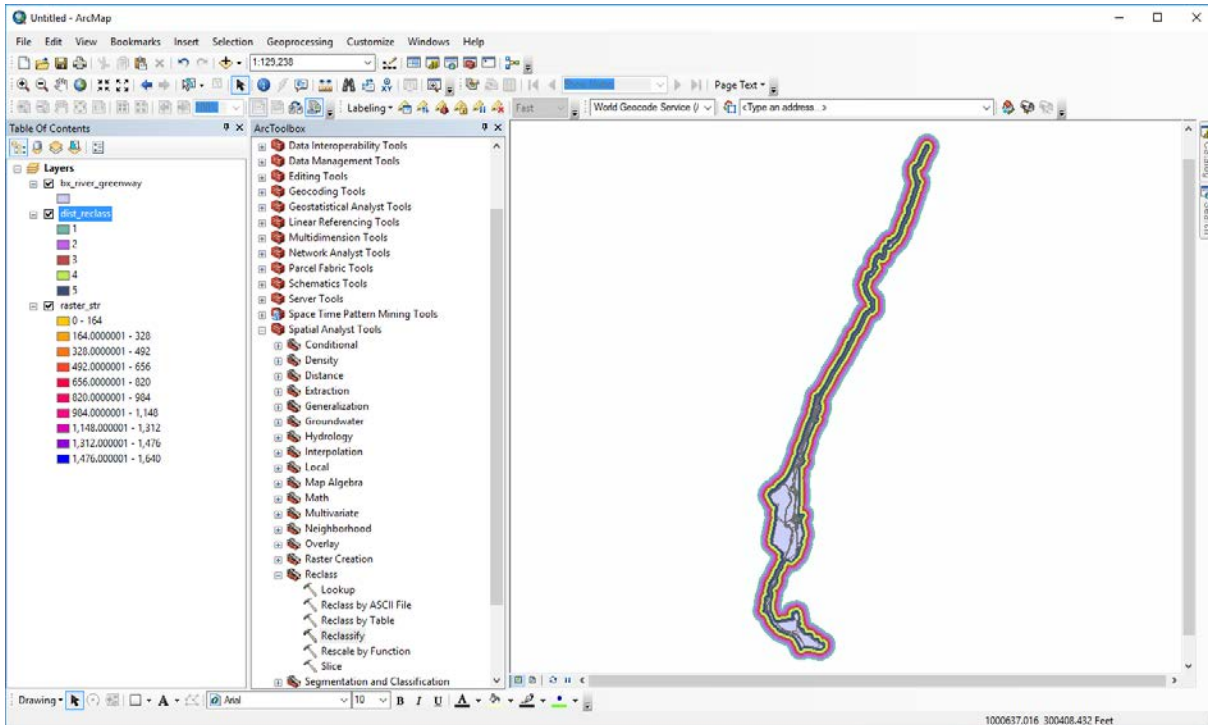 Untitled - ArcMap
File Edit View Bookmarks Insert Selection Geoprocessing Customize Windows Help
1:129,238
Page Text
Labeling Fast World Geocode Service (/ <Type an address...>
Table Of Contents
Layers
bx_river_greenway
dist_reclass
1
2
3
4
5
raster_str
0 - 164
164.0000001 - 328
328.0000001 - 492
492.0000001 - 656
656.0000001 - 820
820.0000001 - 984
984.0000001 - 1,148
1,148.000001 - 1,312
1,312.000001 - 1,476
1,476.000001 - 1,640
ArcToolbox
Data Interoperability Tools
Data Management Tools
Editing Tools
Geocoding Tools
Geostatistical Analyst Tools
Linear Referencing Tools
Multidimension Tools
Network Analyst Tools
Parcel Fabric Tools
Schematics Tools
Server Tools
Space Time Pattern Mining Tools
Spatial Analyst Tools
Conditional
Density
Distance
Extraction
Generalization
Groundwater
Hydrology
Interpolation
Local
Map Algebra
Math
Multivariate
Neighborhood
Overlay
Raster Creation
Reclass
Lookup
Reclass by ASCII File
Reclass by Table
Reclassify
Rescale by Function
Slice
Segmentation and Classification
Drawing A Arial 10 B I U A
1000637.016 300408.432 Feet